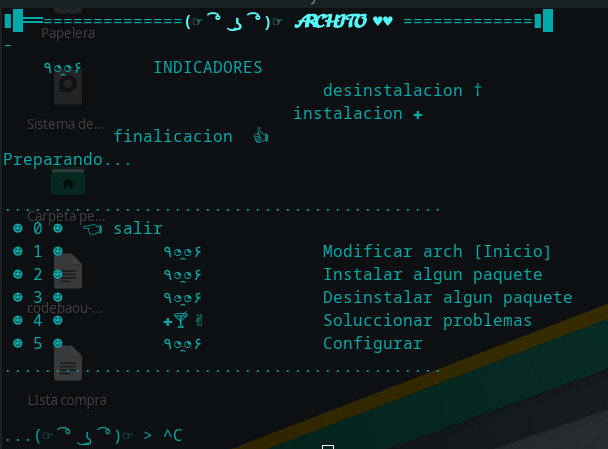 ▮█══==============(☞ ͡° ͜ʖ ͡°)☞ 𝓐𝓡𝓒𝓗𝓘𝓣𝓞 ♥♥ =============▮█
-
٩◔̯◔۶ INDICADORES
Papelera
desinstalacion †
instalacion ✚
Sistema de...
finalicacion 👍
Preparando...
............................................
Carpeta pe...
☻ 0 ☻ 👈 salir
☻ 1 ☻ ٩◔̯◔۶ Modificar arch [Inicio]
☻ 2 ☻ ٩◔̯◔۶ Instalar algun paquete
☻ 3 ☻ ٩◔̯◔۶ Desinstalar algun paquete
codebaou-...
☻ 4 ☻ ✚🍸 ✌ Soluccionar problemas
☻ 5 ☻ ٩◔̯◔۶ Configurar
............................................
LIsta compra
...(☞ ͡° ͜ʖ ͡°)☞ > ^C